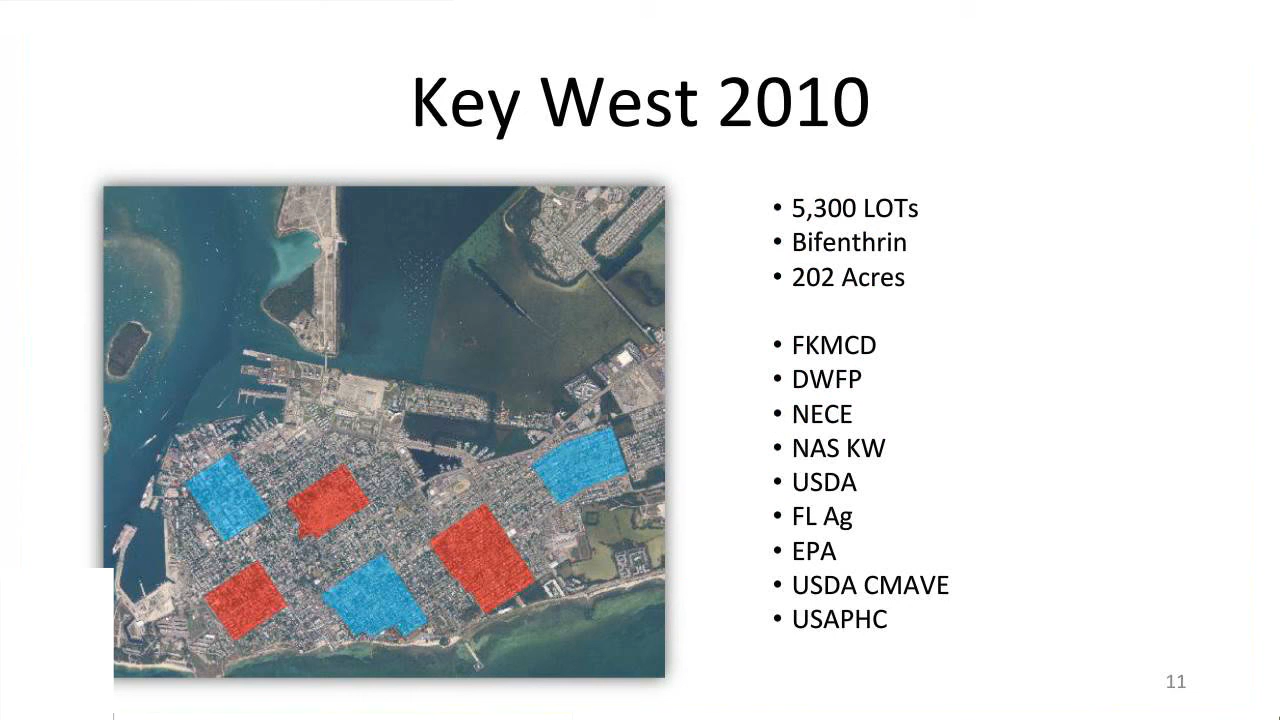 Key West 2010
• 5,300 LOTs
• Bifenthrin
• 202 Acres
• FKMCD
• DWFP
• NECE
• NAS KW
• USDA
• FL Ag
• EPA
• USDA CMAVE
• USAPHC
11